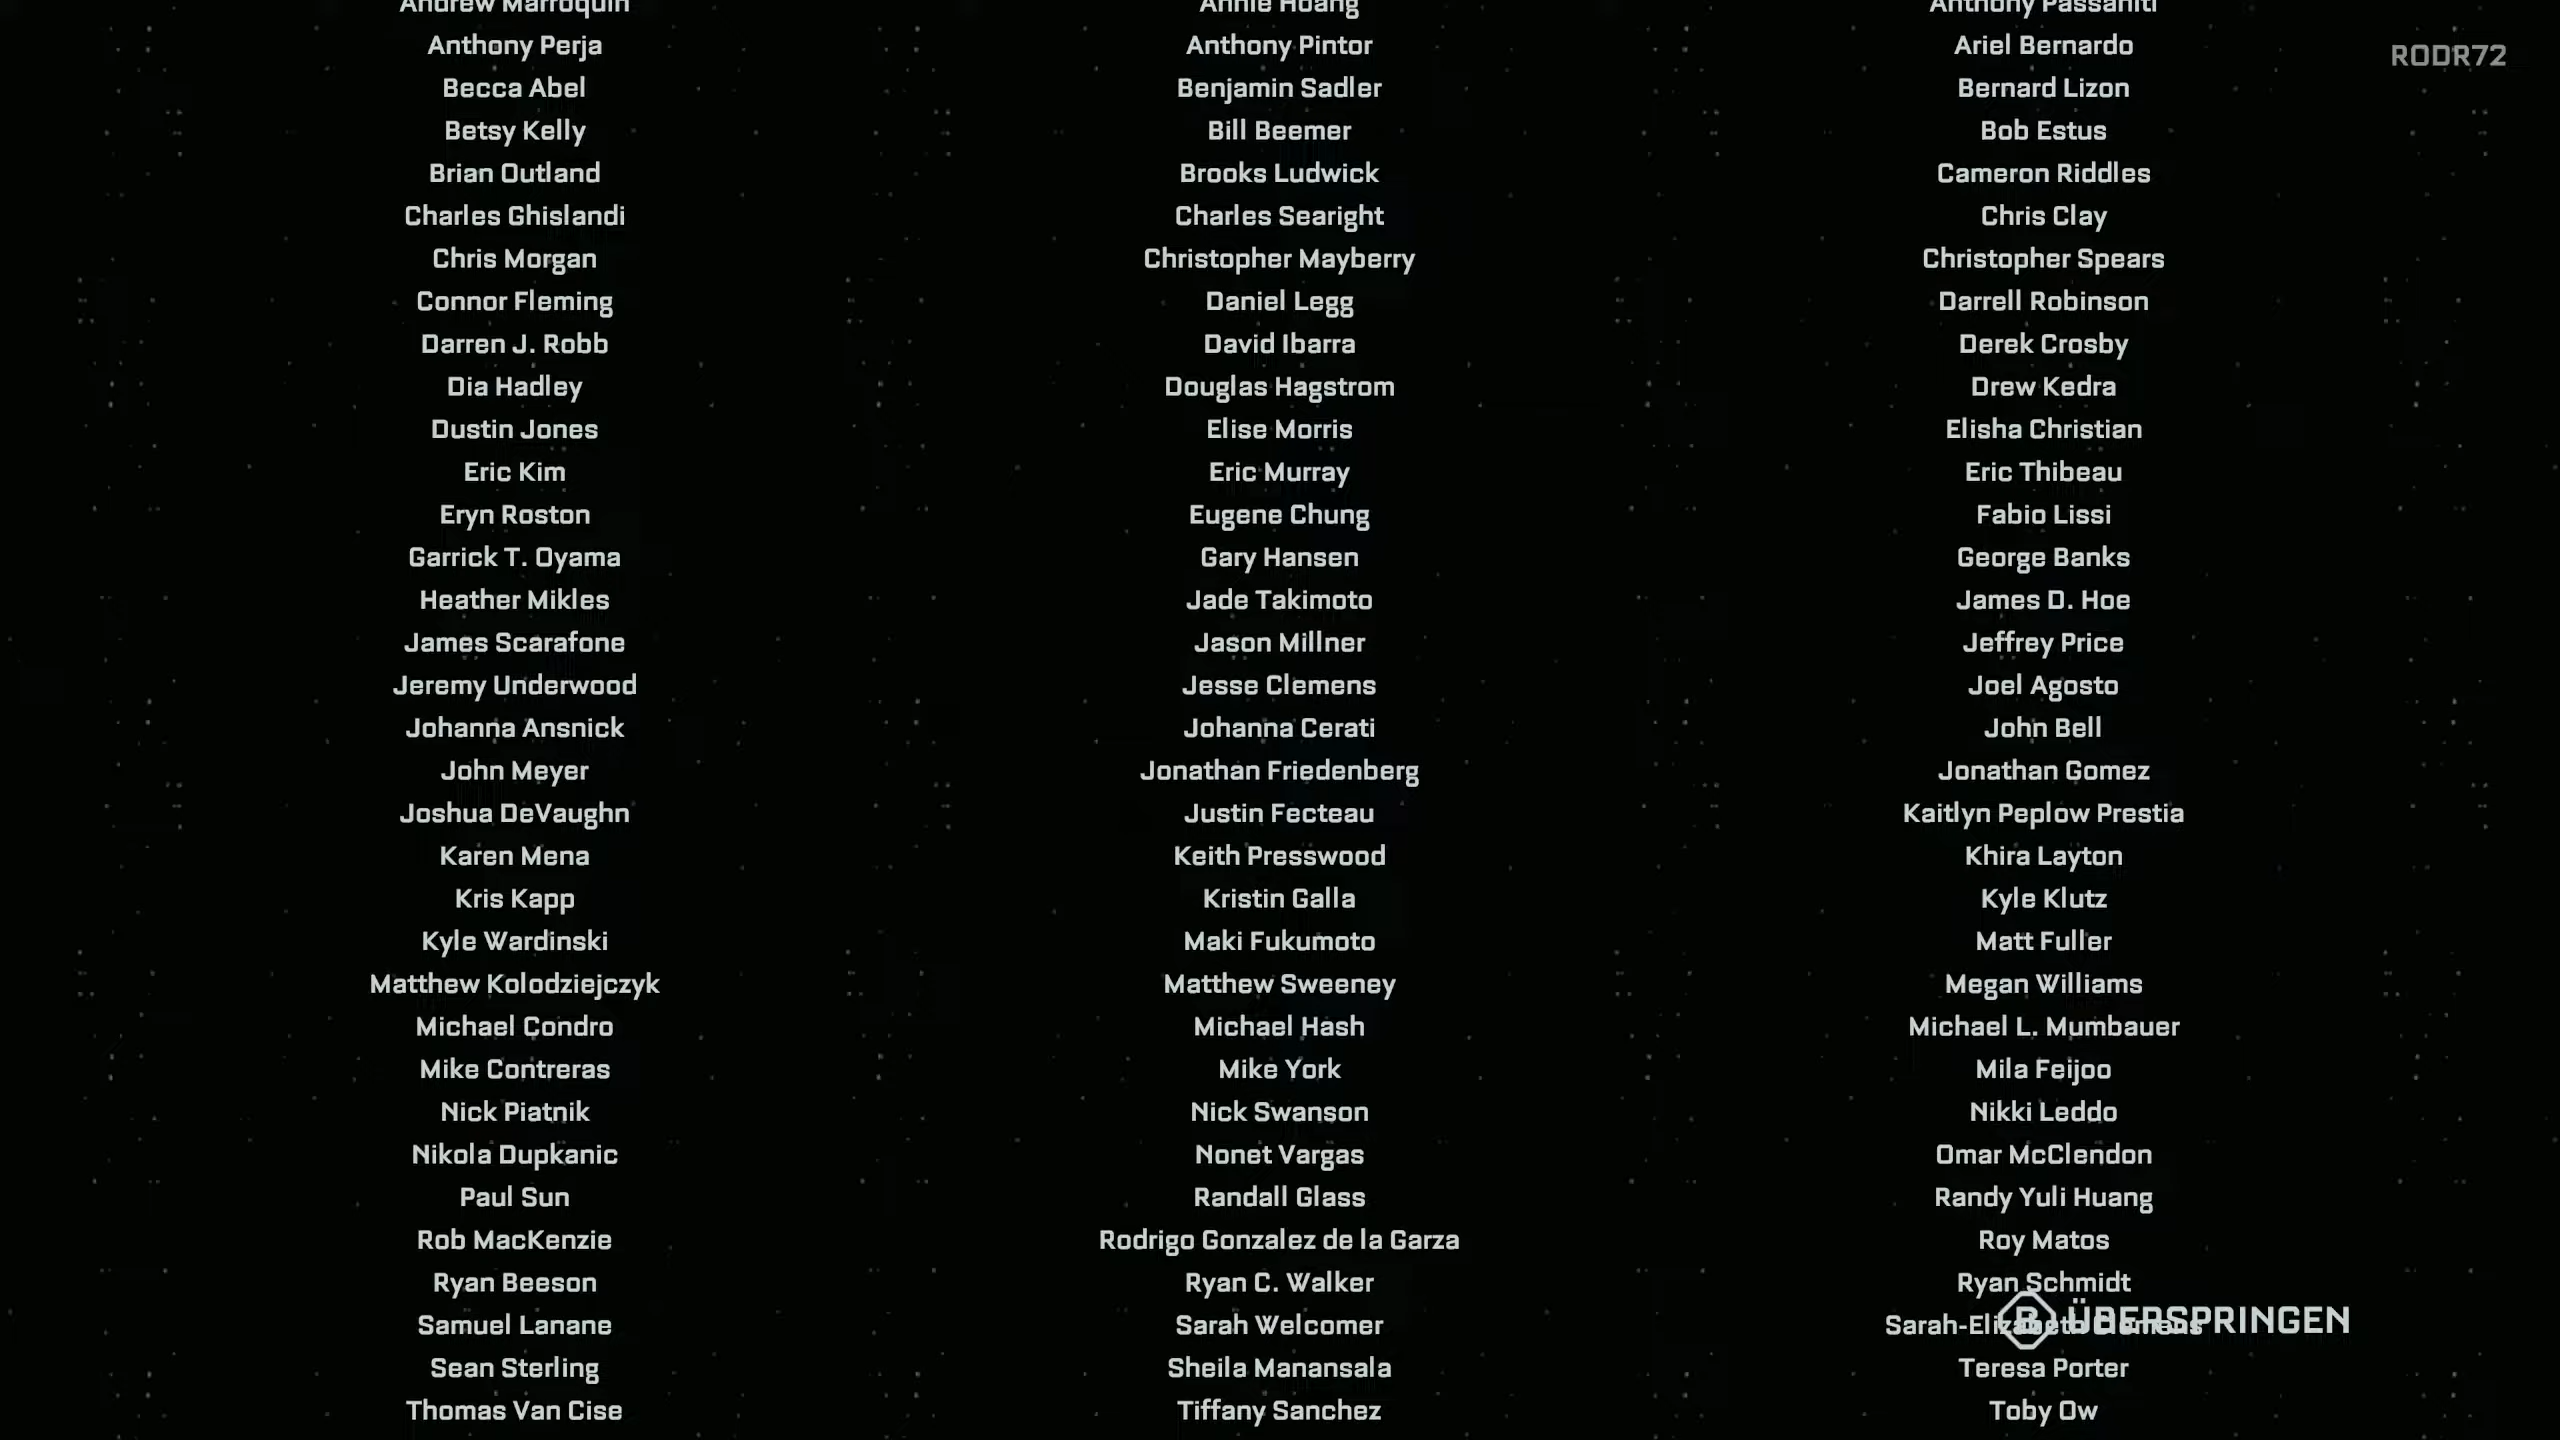 Andrew Marroquin Annie Hoang Anthony Passaniti
Anthony Perja Anthony Pintor Ariel Bernardo
RODR72
Becca Abel Benjamin Sadler Bernard Lizon
Betsy Kelly Bill Beemer Bob Estus
Brian Outland Brooks Ludwick Cameron Riddles
Charles Ghislandi Charles Searight Chris Clay
Chris Morgan Christopher Mayberry Christopher Spears
Connor Fleming Daniel Legg Darrell Robinson
Darren J. Robb David Ibarra Derek Crosby
Dia Hadley Douglas Hagstrom Drew Kedra
Dustin Jones Elise Morris Elisha Christian
Eric Kim Eric Murray Eric Thibeau
Eryn Roston Eugene Chung Fabio Lissi
Garrick T. Oyama Gary Hansen George Banks
Heather Mikles Jade Takimoto James D. Hoe
James Scarafone Jason Millner Jeffrey Price
Jeremy Underwood Jesse Clemens Joel Agosto
Johanna Ansnick Johanna Cerati John Bell
John Meyer Jonathan Friedenberg Jonathan Gomez
Joshua DeVaughn Justin Fecteau Kaitlyn Peplow Prestia
Karen Mena Keith Presswood Khira Layton
Kris Kapp Kristin Galla Kyle Klutz
Kyle Wardinski Maki Fukumoto Matt Fuller
Matthew Kolodziejczyk Matthew Sweeney Megan Williams
Michael Condro Michael Hash Michael L. Mumbauer
Mike Contreras Mike York Mila Feijoo
Nick Piatnik Nick Swanson Nikki Leddo
Nikola Dupkanic Nonet Vargas Omar McClendon
Paul Sun Randall Glass Randy Yuli Huang
Rob MacKenzie Rodrigo Gonzalez de la Garza Roy Matos
Ryan Beeson Ryan C. Walker Ryan Schmidt
Samuel Lanane Sarah Welcomer Sarah-Elizabeth Clemens
B ÜBERSPRINGEN
Sean Sterling Sheila Manansala Teresa Porter
Thomas Van Cise Tiffany Sanchez Toby Ow